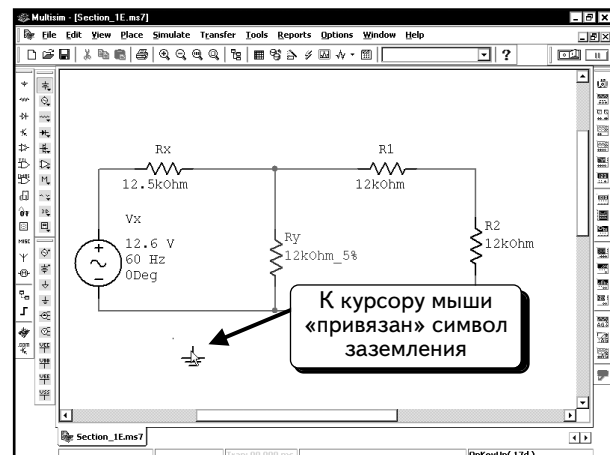 Multisim - [Section_1E.ms7]
File Edit View Place Simulate Transfer Tools Reports Options Window Help
Rx
12.5kOhm
R1
12kOhm
Vx
12.6 V
60 Hz
0Deg
Ry
12kOhm_5%
R2
12kOhm
К курсору мыши
«привязан» символ
заземления
Section_1E.ms7